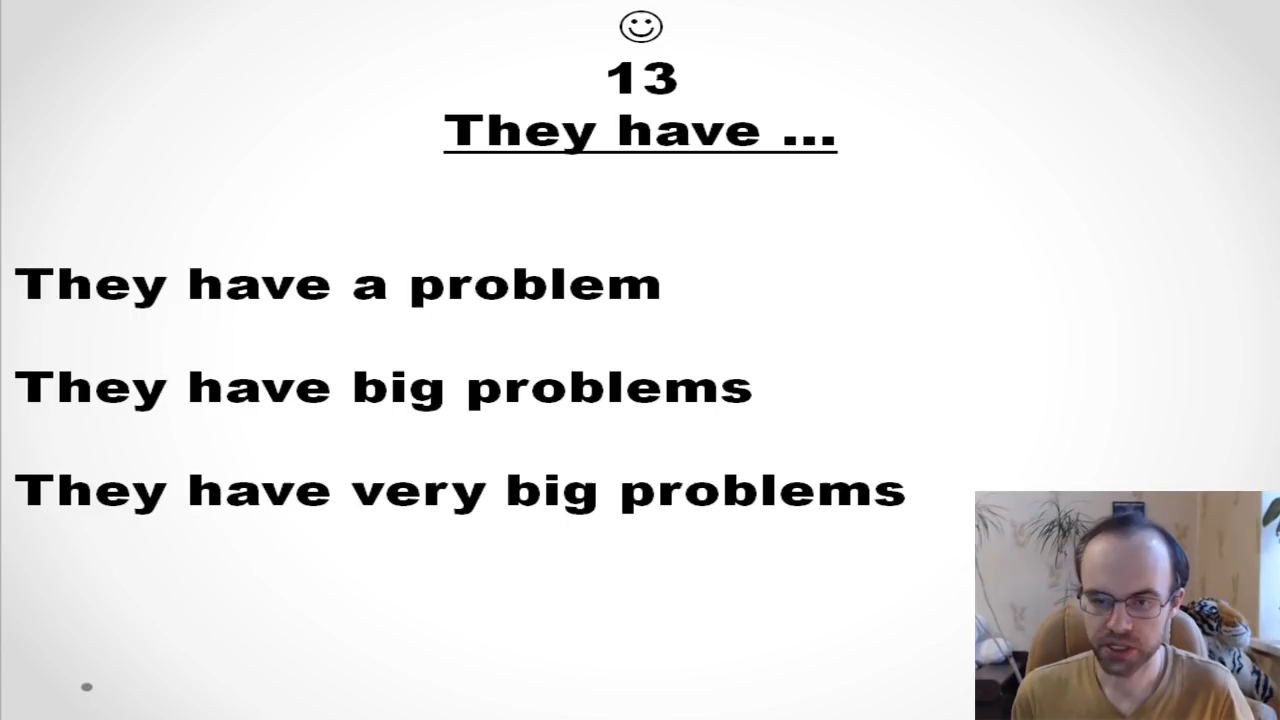 13
They have ...
They have a problem
They have big problems
They have very big problems